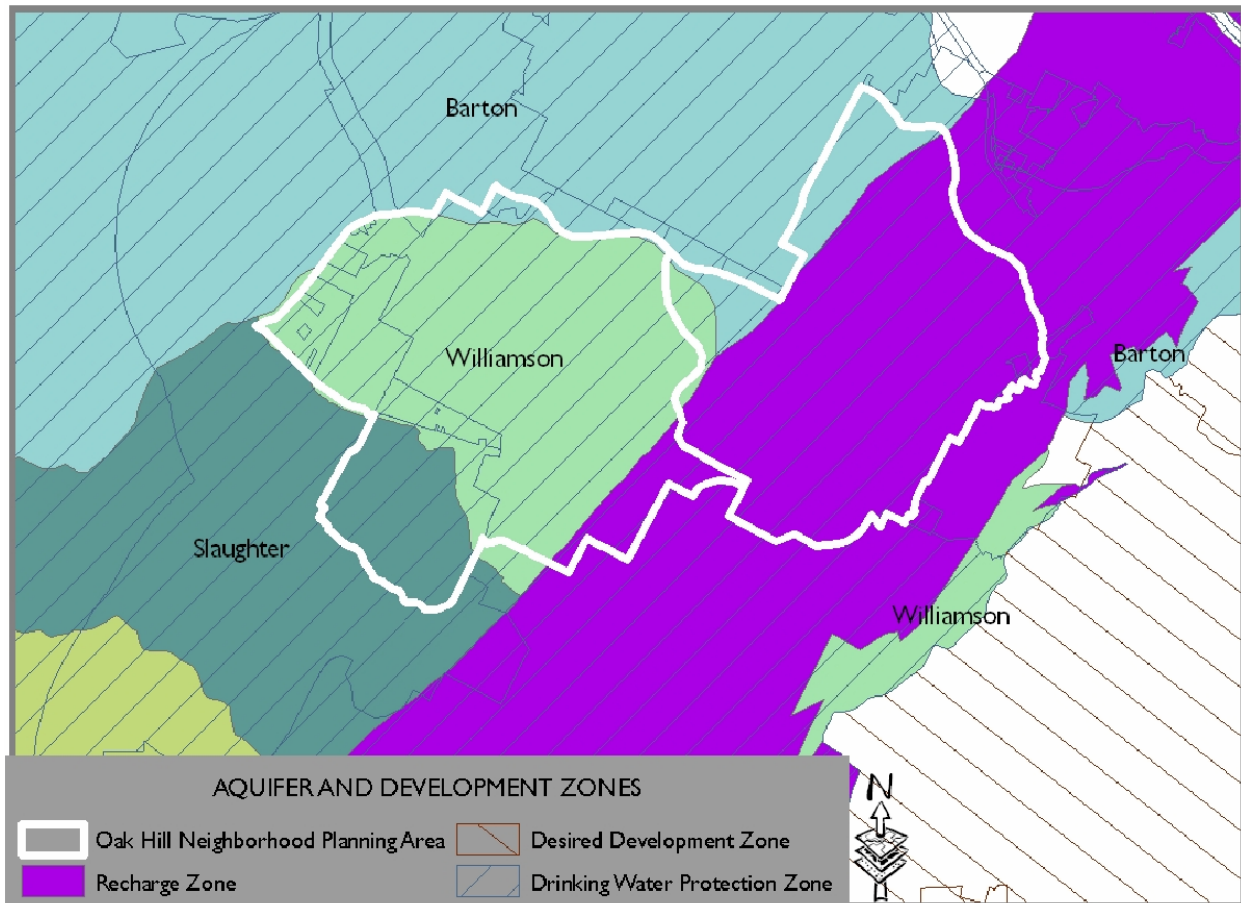 Barton
Williamson
Barton
Slaughter
Williamson
AQUIFER AND DEVELOPMENT ZONES
Oak Hill Neighborhood Planning Area
Desired Development Zone
Recharge Zone
Drinking Water Protection Zone
N